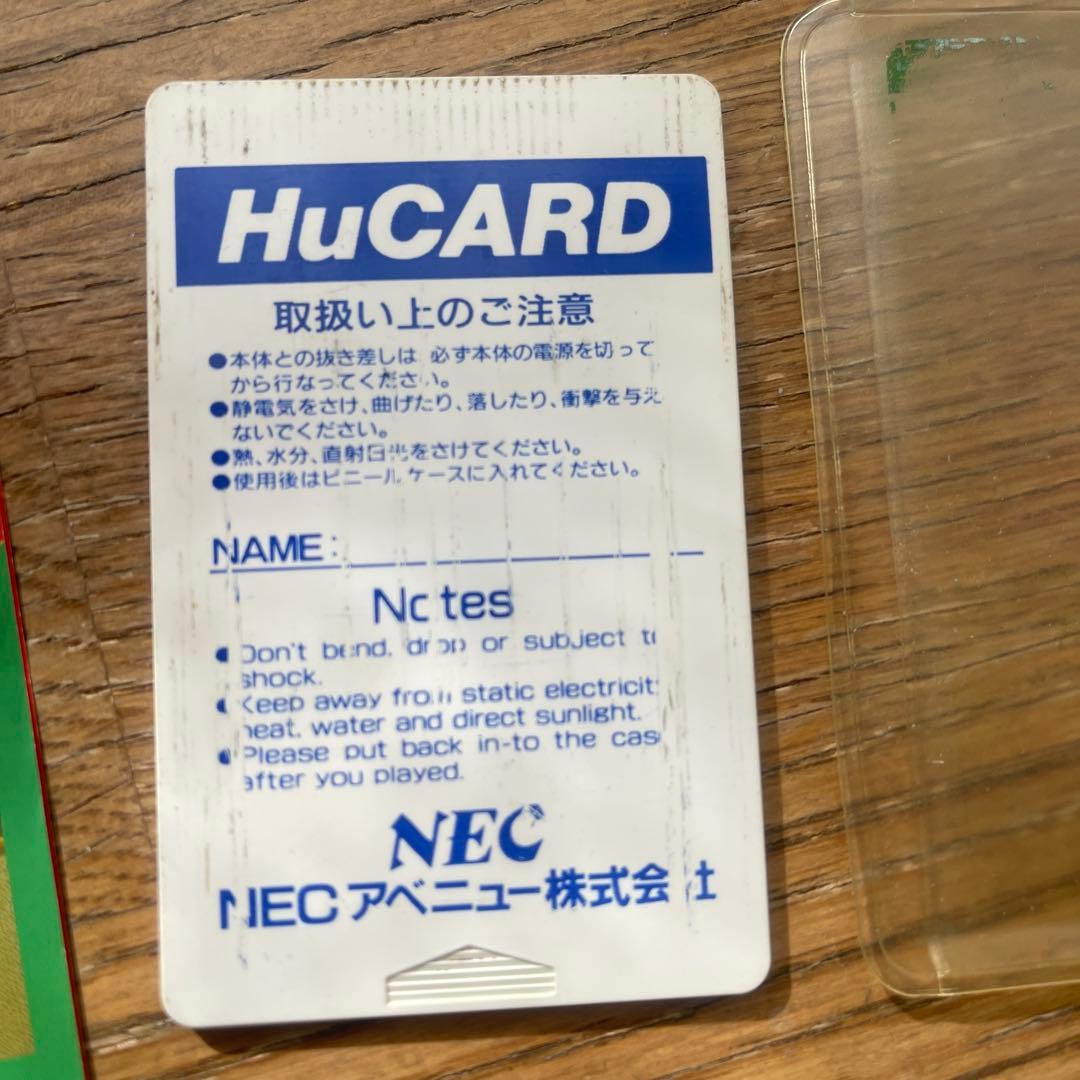 HuCARD
取扱い上のご注意
●本体との抜き差しは 必ず本体の電源を切って
から行なってください。
●静電気をさけ、曲げたり、落したり、衝撃を与え
ないでください。
●熱、水分、直射日光をさけてください。
●使用後はビニールケースに入れてください。
NAME:
Notes
●Don't bend, drop or subject to
shock.
●Keep away from static electricity
heat, water and direct sunlight.
●Please put back in-to the case
after you played.
NEC
NECアベニュー株式会社